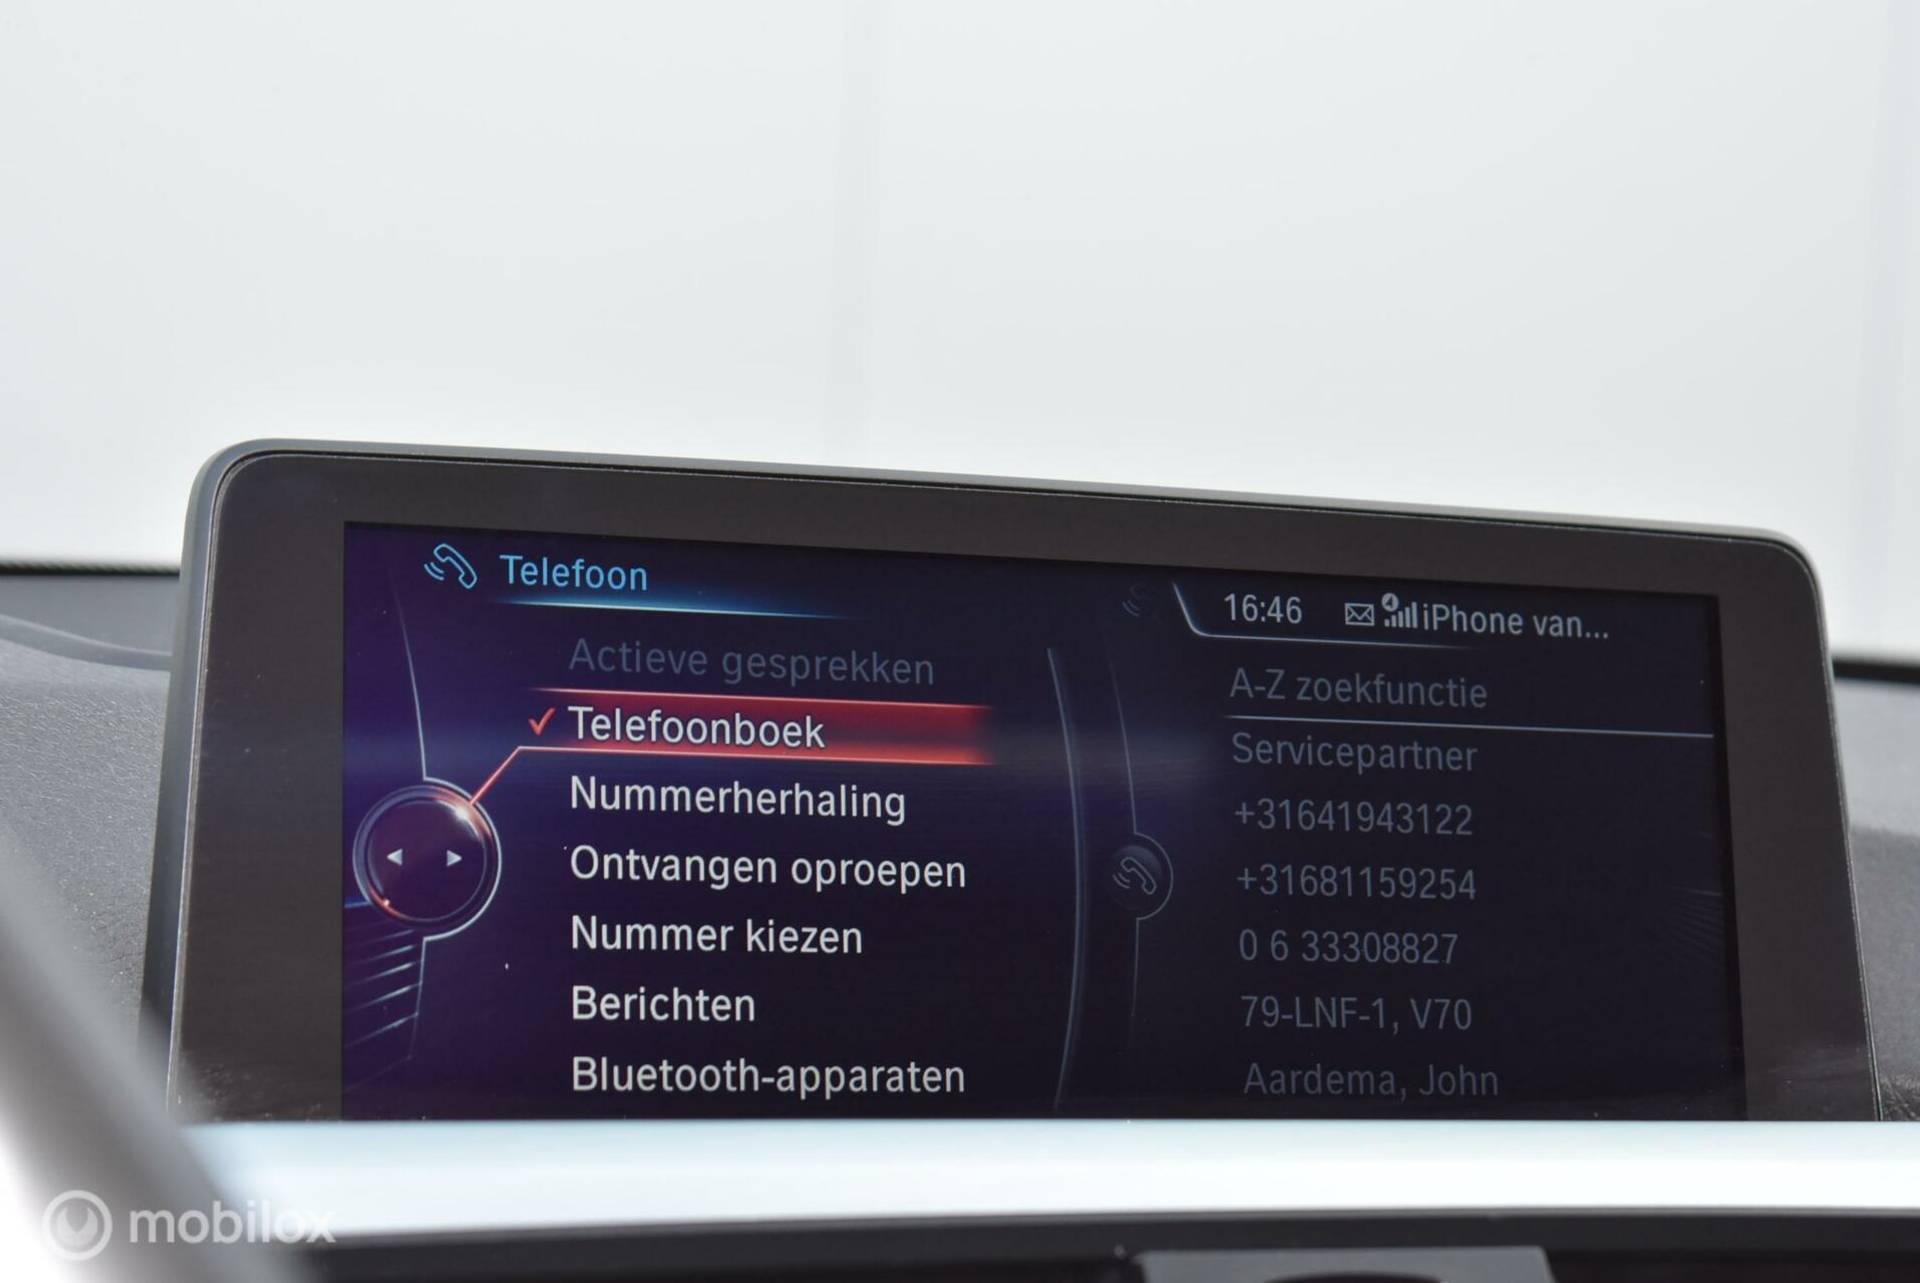 Telefoon
16:46 iPhone van...
Actieve gesprekken
Telefoonboek
Nummerherhaling
Ontvangen oproepen
Nummer kiezen
Berichten
Bluetooth-apparaten
A-Z zoekfunctie
Servicepartner
+31641943122
+31681159254
0 6 33308827
79-LNF-1, V70
Aardema, John
mobilox